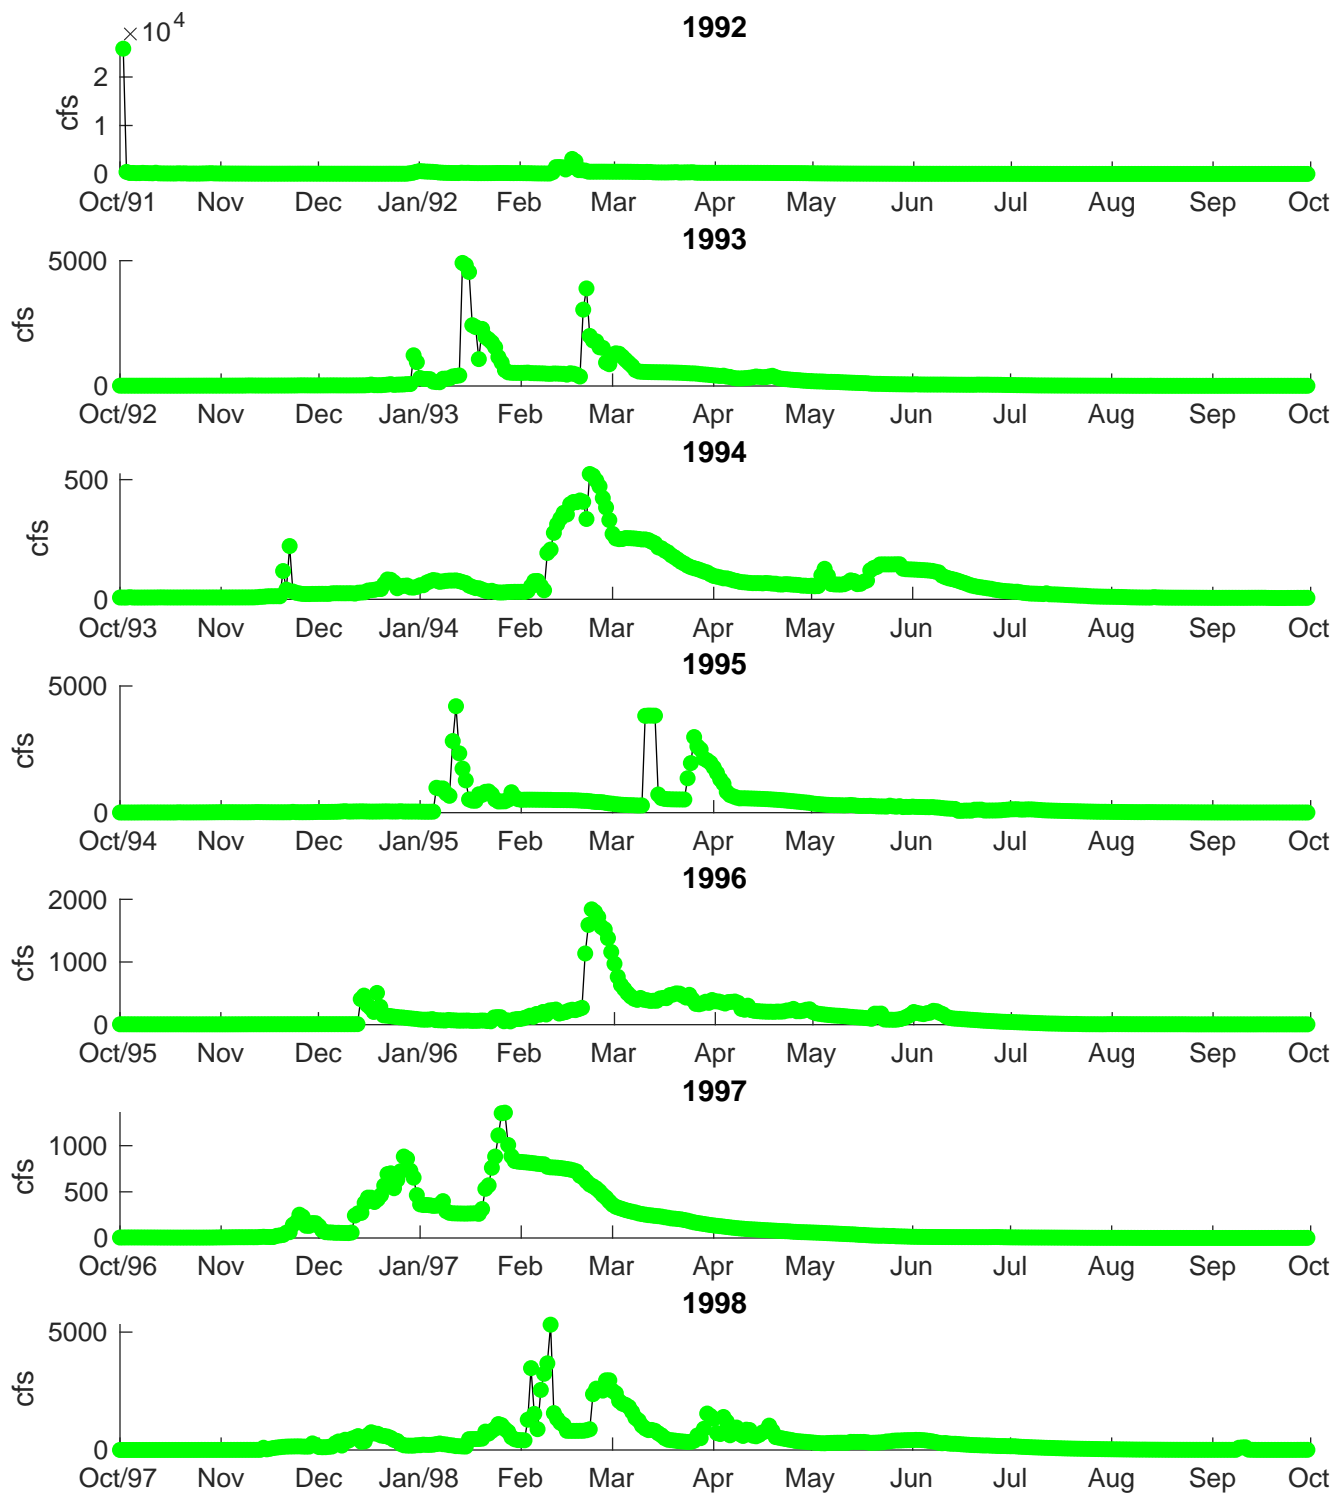 1992
×10^4
2
1
0
cfs
Oct/91 Nov Dec Jan/92 Feb Mar Apr May Jun Jul Aug Sep Oct
1993
5000
0
cfs
Oct/92 Nov Dec Jan/93 Feb Mar Apr May Jun Jul Aug Sep Oct
1994
500
0
cfs
Oct/93 Nov Dec Jan/94 Feb Mar Apr May Jun Jul Aug Sep Oct
1995
5000
0
cfs
Oct/94 Nov Dec Jan/95 Feb Mar Apr May Jun Jul Aug Sep Oct
1996
2000
1000
0
cfs
Oct/95 Nov Dec Jan/96 Feb Mar Apr May Jun Jul Aug Sep Oct
1997
1000
500
0
cfs
Oct/96 Nov Dec Jan/97 Feb Mar Apr May Jun Jul Aug Sep Oct
1998
5000
0
cfs
Oct/97 Nov Dec Jan/98 Feb Mar Apr May Jun Jul Aug Sep Oct